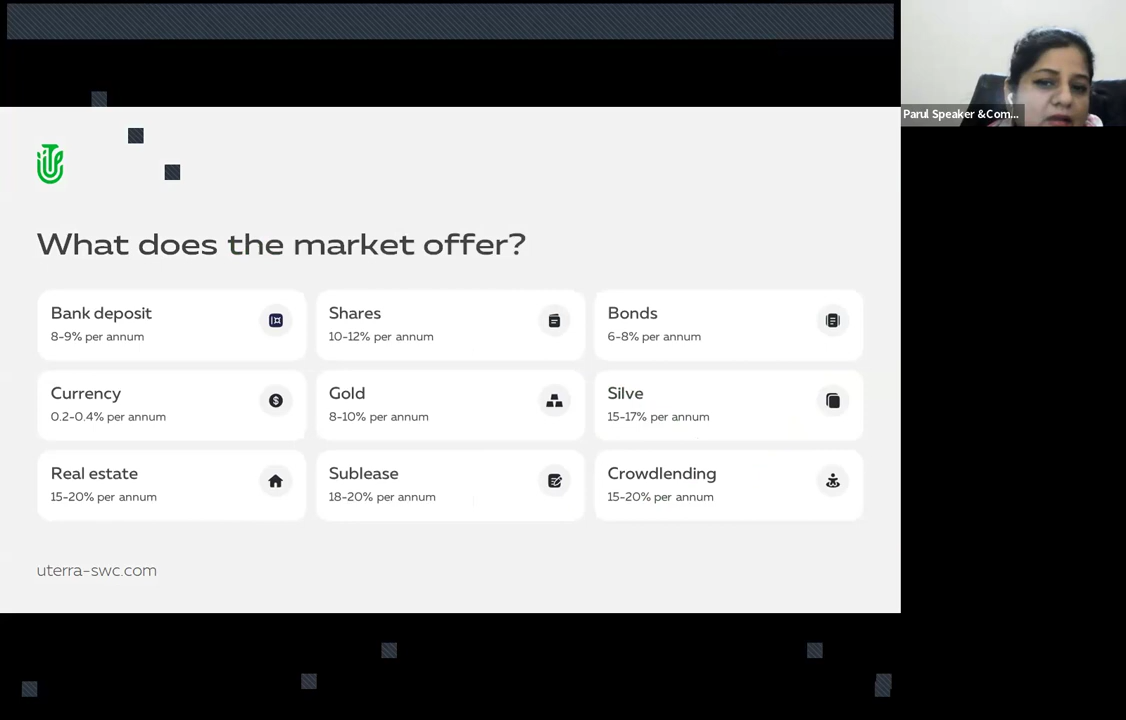 Parul Speaker &Com...
What does the market offer?
Bank deposit
8-9% per annum
Shares
10-12% per annum
Bonds
6-8% per annum
Currency
0.2-0.4% per annum
Gold
8-10% per annum
Silve
15-17% per annum
Real estate
15-20% per annum
Sublease
18-20% per annum
Crowdlending
15-20% per annum
uterra-swc.com